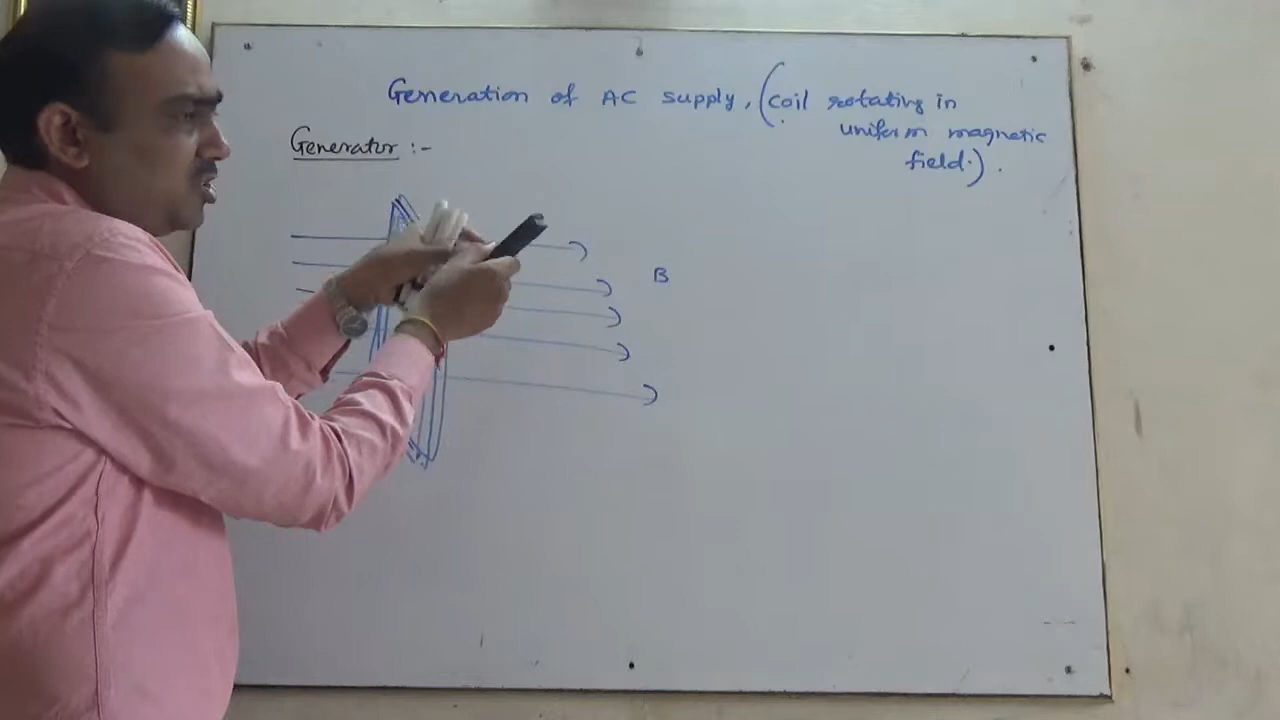 Generation of AC supply, (coil rotating in
uniform magnetic
field.).
Generator :-
B